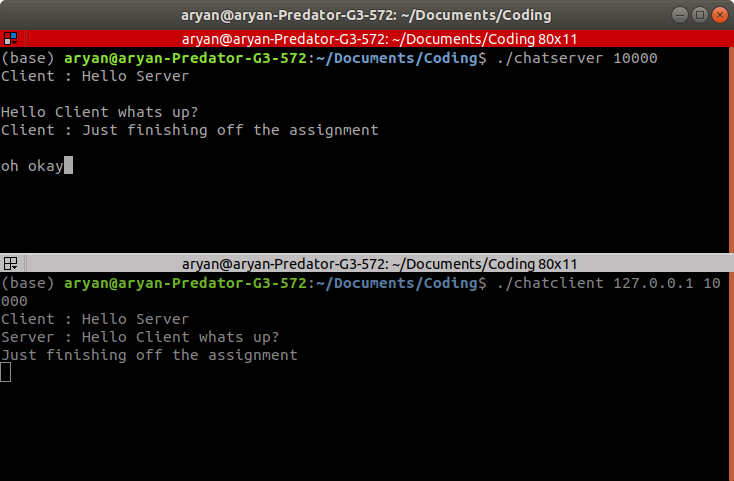 aryan@aryan-Predator-G3-572: ~/Documents/Coding
aryan@aryan-Predator-G3-572: ~/Documents/Coding 80x11
(base) aryan@aryan-Predator-G3-572:~/Documents/Coding$ ./chatserver 10000
Client : Hello Server
Hello Client whats up?
Client : Just finishing off the assignment
oh okay
aryan@aryan-Predator-G3-572: ~/Documents/Coding 80x11
(base) aryan@aryan-Predator-G3-572:~/Documents/Coding$ ./chatclient 127.0.0.1 10
000
Client : Hello Server
Server : Hello Client whats up?
Just finishing off the assignment